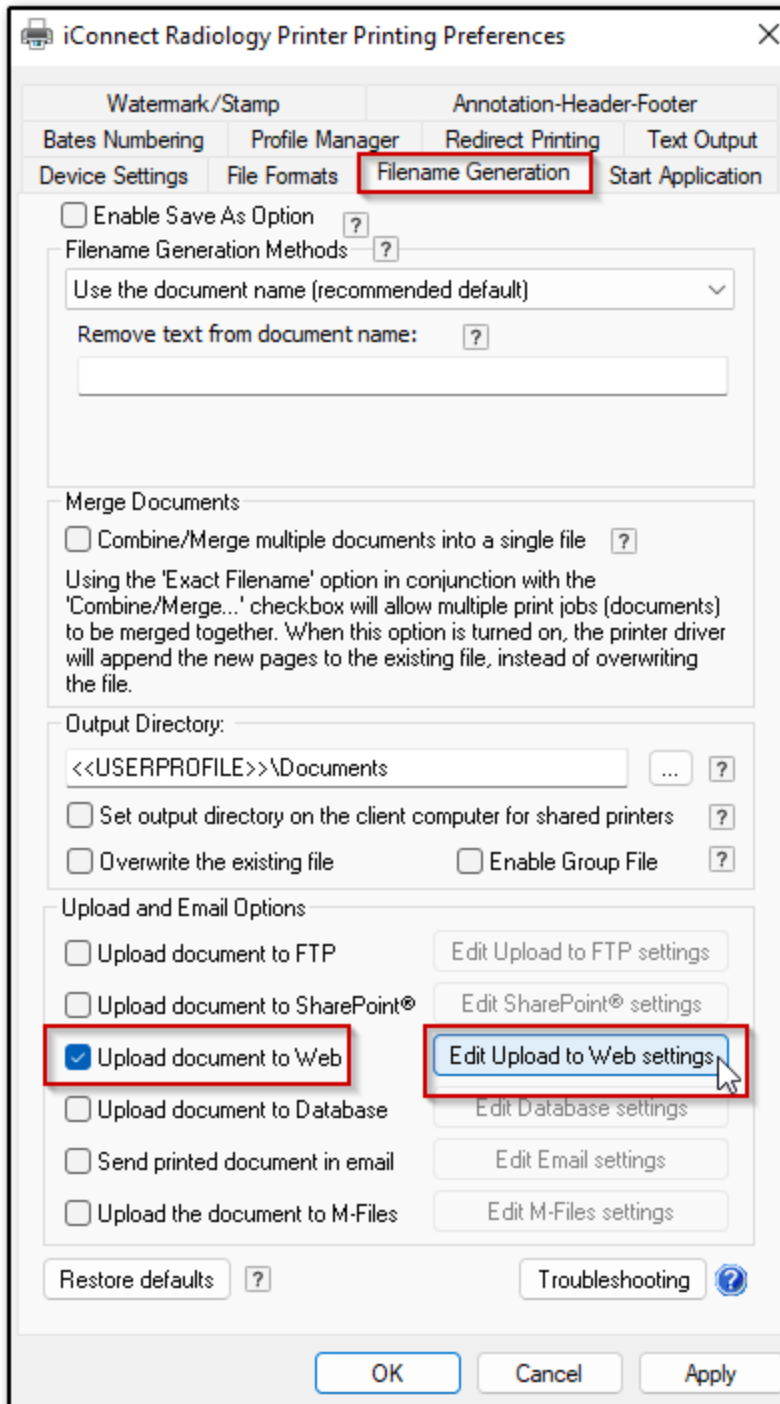 iConnect Radiology Printer Printing Preferences
Watermark/Stamp Annotation-Header-Footer
Bates Numbering Profile Manager Redirect Printing Text Output
Device Settings File Formats Filename Generation Start Application
Enable Save As Option ?
Filename Generation Methods ?
Use the document name (recommended default)
Remove text from document name: ?
Merge Documents
Combine/Merge multiple documents into a single file ?
Using the 'Exact Filename' option in conjunction with the
'Combine/Merge...' checkbox will allow multiple print jobs (documents)
to be merged together. When this option is turned on, the printer driver
will append the new pages to the existing file, instead of overwriting
the file.
Output Directory:
<<USERPROFILE>>\Documents ... ?
Set output directory on the client computer for shared printers ?
Overwrite the existing file Enable Group File ?
Upload and Email Options
Upload document to FTP Edit Upload to FTP settings
Upload document to SharePoint® Edit SharePoint® settings
Upload document to Web Edit Upload to Web settings
Upload document to Database Edit Database settings
Send printed document in email Edit Email settings
Upload the document to M-Files Edit M-Files settings
Restore defaults ? Troubleshooting ?
OK Cancel Apply